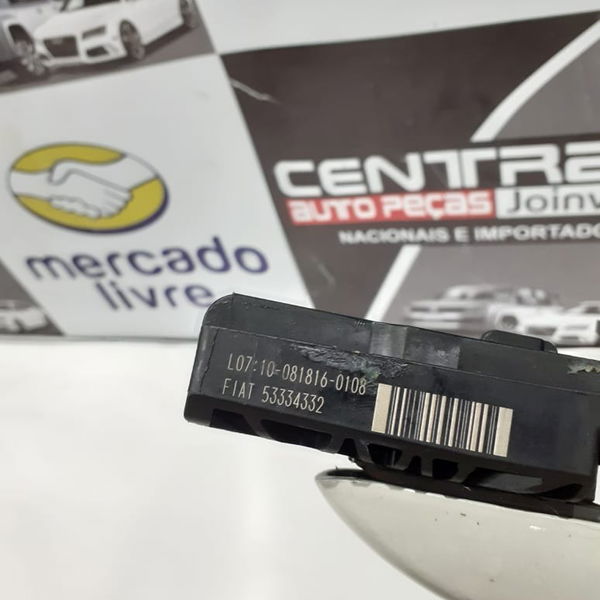 CENTRA
AUTO PEÇAS Joinv
NACIONAIS E IMPORTADO
mercado
livre
L07:10-081816-0108
FIAT 53334332